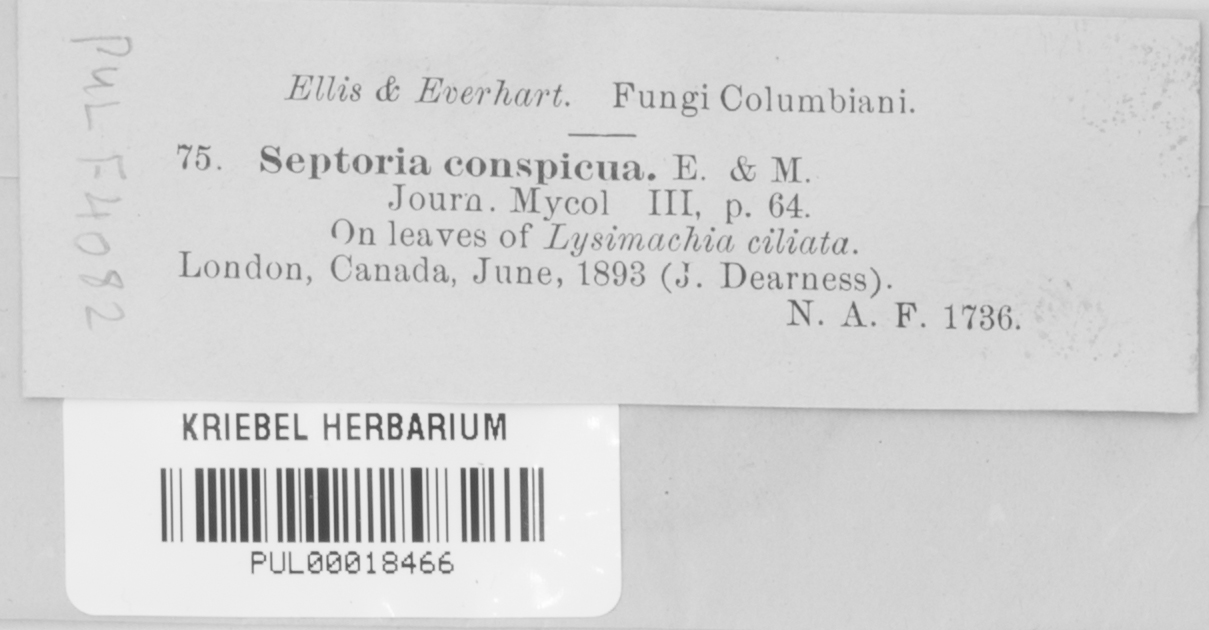 Ellis & Everhart. Fungi Columbiani.
75. Septoria conspicua. E. & M.
Journ. Mycol III, p. 64.
On leaves of Lysimachia ciliata.
London, Canada, June, 1893 (J. Dearness).
N. A. F. 1736.
PUL F4082
KRIEBEL HERBARIUM
PUL00018466